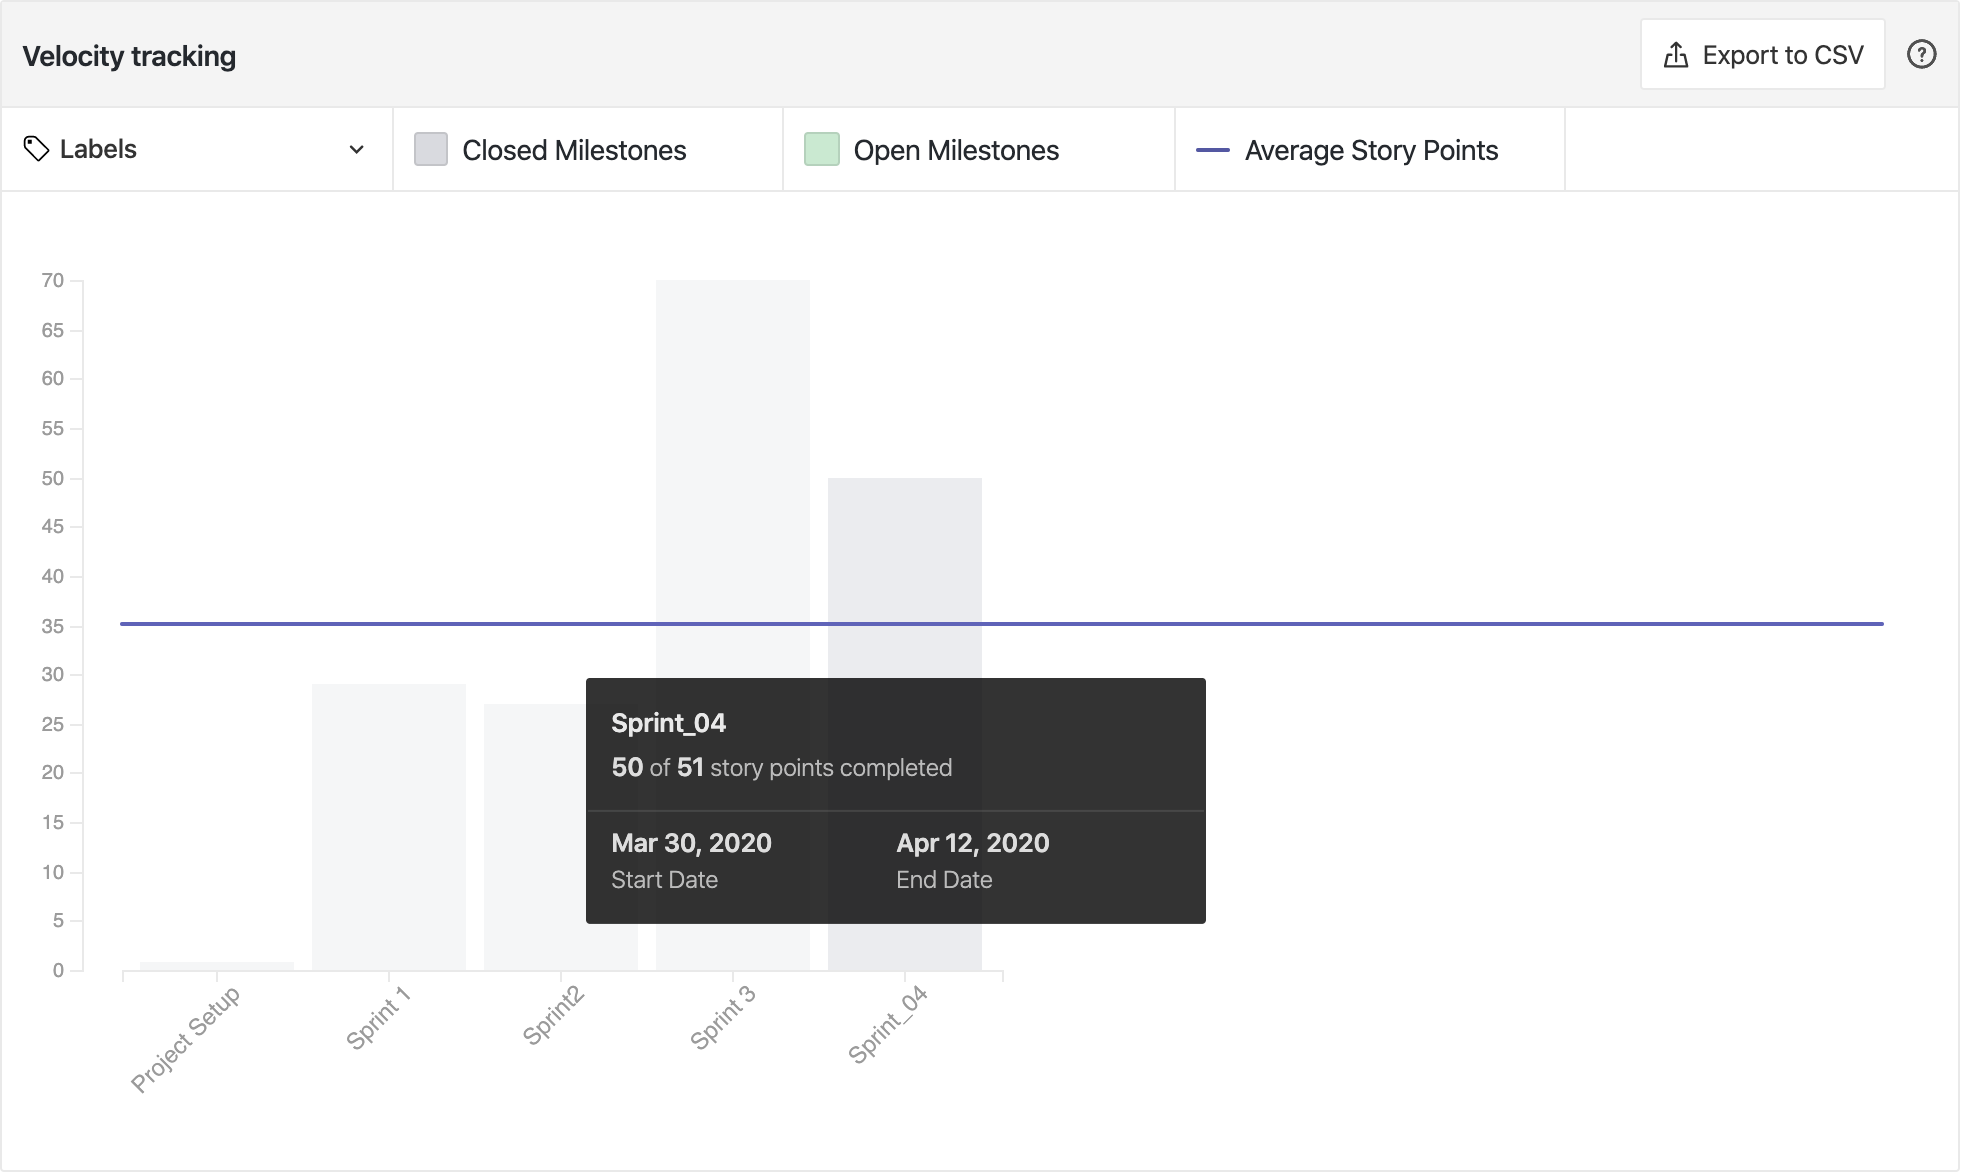 Velocity tracking
Export to CSV
?
Labels
Closed Milestones
Open Milestones
Average Story Points
70
65
60
55
50
45
40
35
30
25
20
15
10
5
0
Sprint_04
50 of 51 story points completed
Mar 30, 2020
Apr 12, 2020
Start Date
End Date
Project Setup
Sprint 1
Sprint2
Sprint 3
Sprint_04